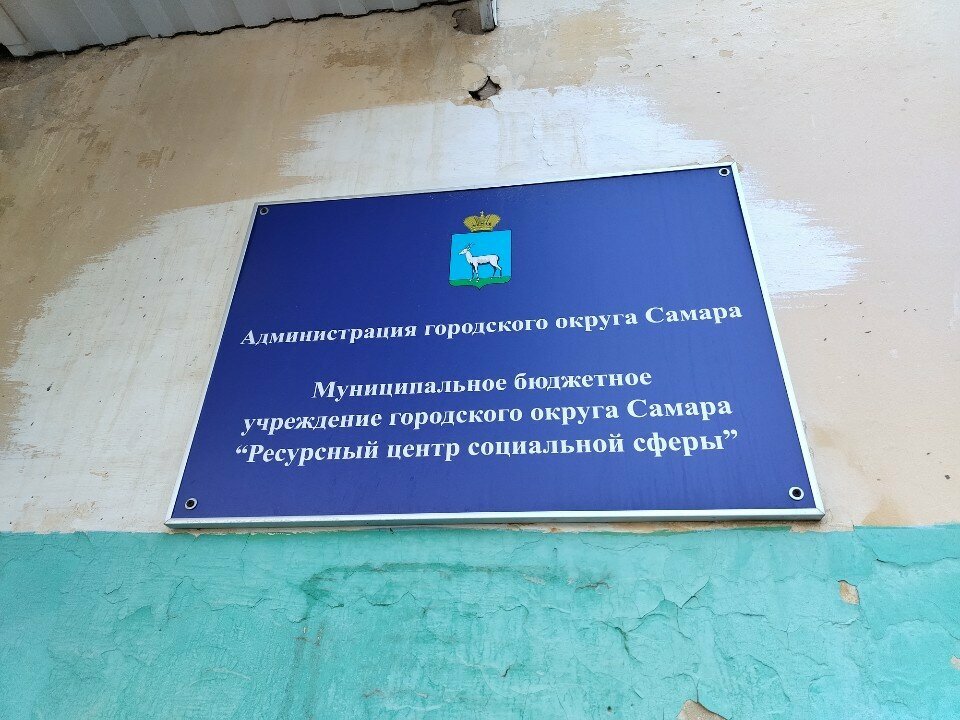 Администрация городского округа Самара
Муниципальное бюджетное
учреждение городского округа Самара
“Ресурсный центр социальной сферы”